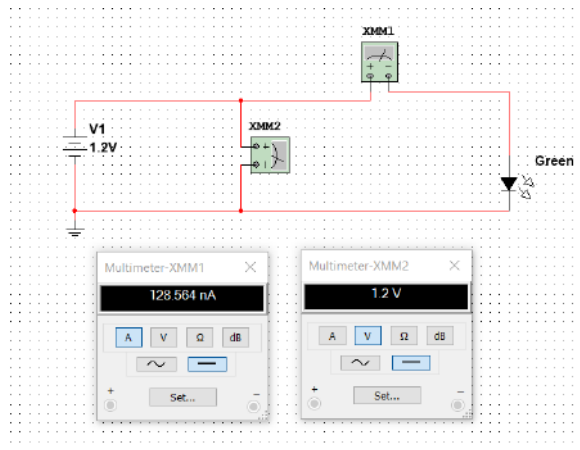 XMM1
V1
1.2V
XMM2
Green
Multimeter-XMM1
128.564 nA
A V Ω dB
Set...
+ −
Multimeter-XMM2
1.2 V
A V Ω dB
Set...
+ −